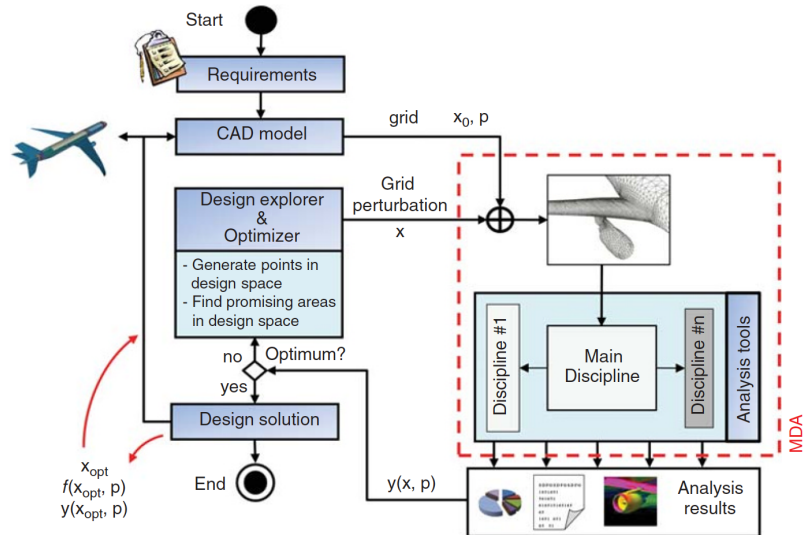 Start
Requirements
CAD model
grid
x0, p
Design explorer
&
Optimizer
- Generate points in
design space
- Find promising areas
in design space
Grid
perturbation
x
no
Optimum?
yes
Design solution
End
xopt
f(xopt, p)
y(xopt, p)
Discipline #1
Main
Discipline
Discipline #n
Analysis tools
MDA
y(x, p)
Analysis
results